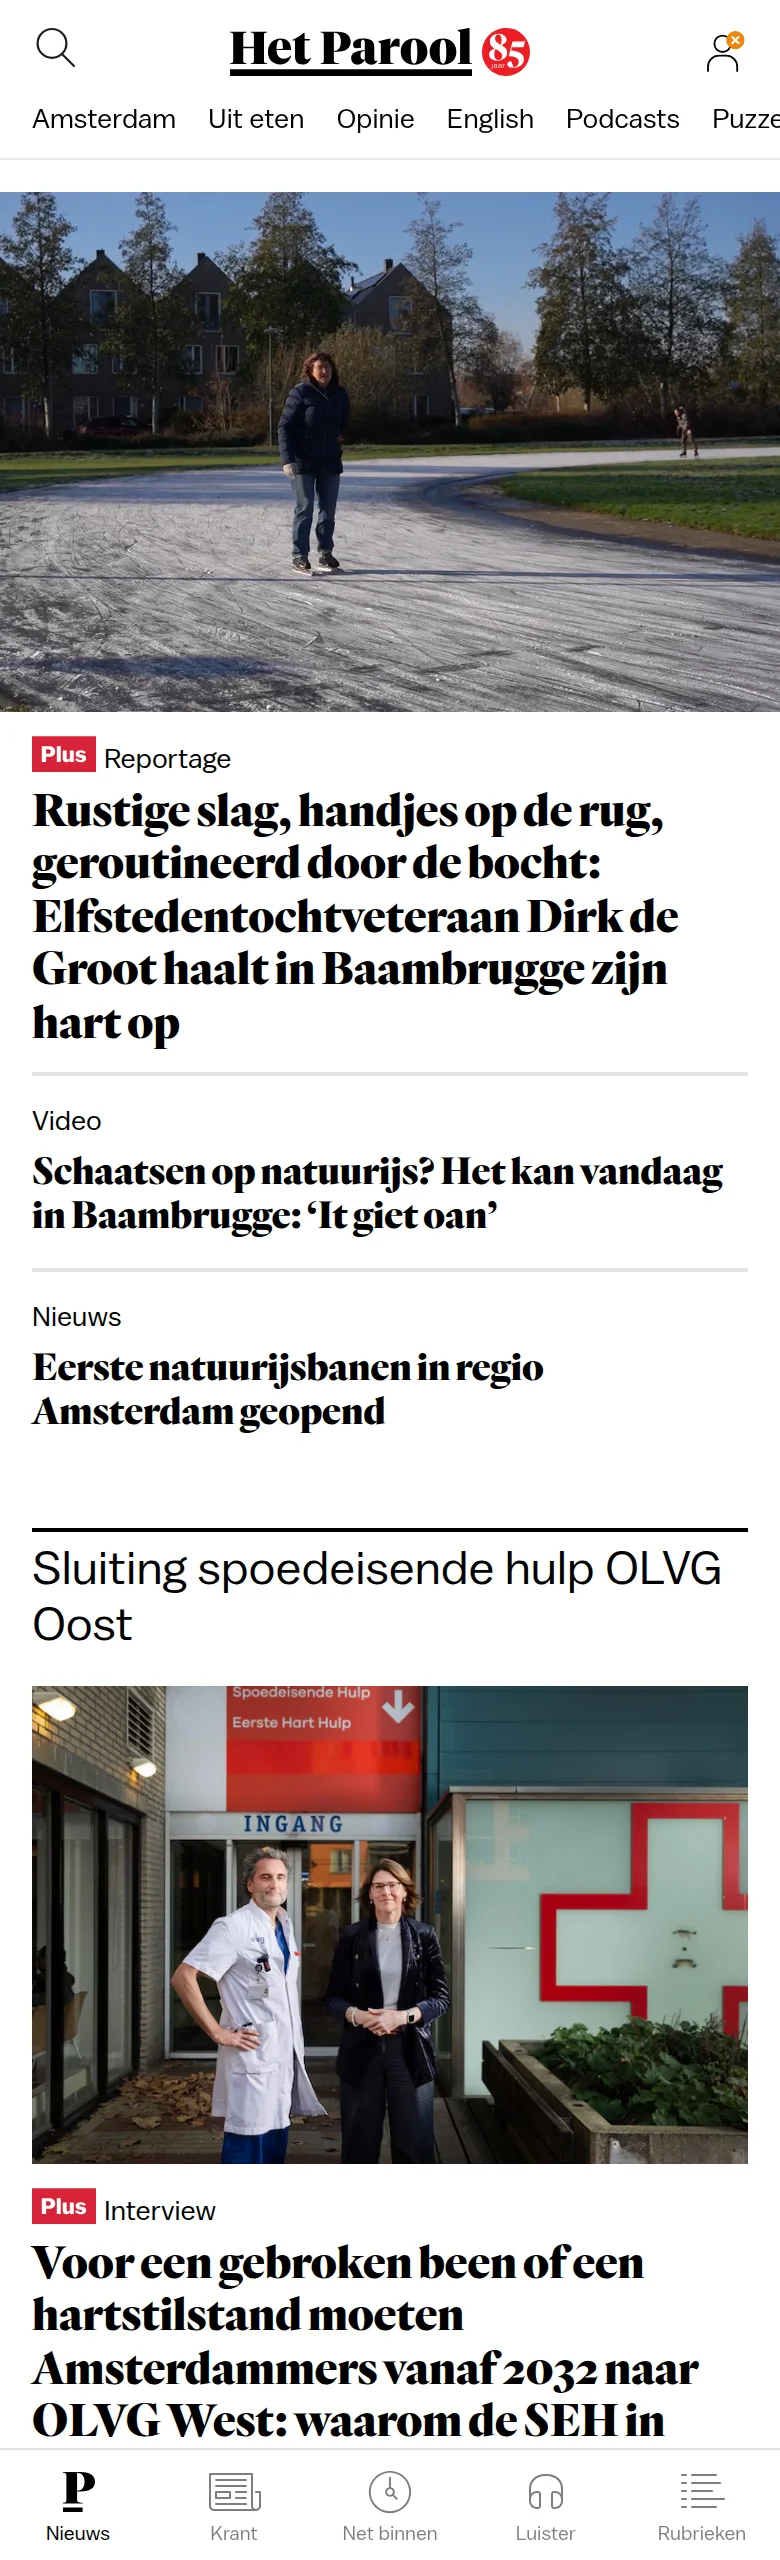 Het Parool 85 jaar
Amsterdam Uit eten Opinie English Podcasts Puzze
Plus Reportage
Rustige slag, handjes op de rug,
geroutineerd door de bocht:
Elfstedentochtveteraan Dirk de
Groot haalt in Baambrugge zijn
hart op
Video
Schaatsen op natuurijs? Het kan vandaag
in Baambrugge: ‘It giet oan’
Nieuws
Eerste natuurijsbanen in regio
Amsterdam geopend
Sluiting spoedeisende hulp OLVG
Oost
Spoedeisende Hulp
Eerste Hart Hulp
INGANG
olvg
Plus Interview
Voor een gebroken been of een
hartstilstand moeten
Amsterdammers vanaf 2032 naar
OLVG West: waarom de SEH in
P
Nieuws Krant Net binnen Luister Rubrieken